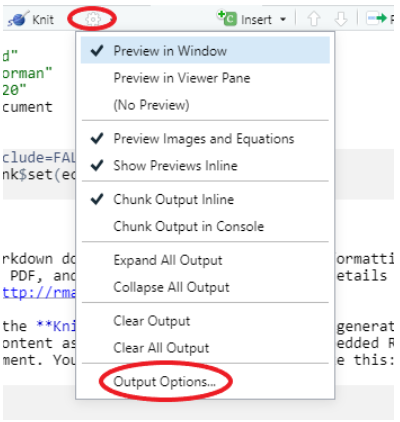 Knit Insert
d"
orman"
20"
cument
clude=FAL
nk$set(ec
Preview in Window
Preview in Viewer Pane
(No Preview)
Preview Images and Equations
Show Previews Inline
Chunk Output Inline
Chunk Output in Console
Expand All Output
Collapse All Output
Clear Output
Clear All Output
Output Options...
rkdown do ormatti
PDF, and etails
ttp://rma
the **Kni generat
ontent as edded R
ment. You e this: